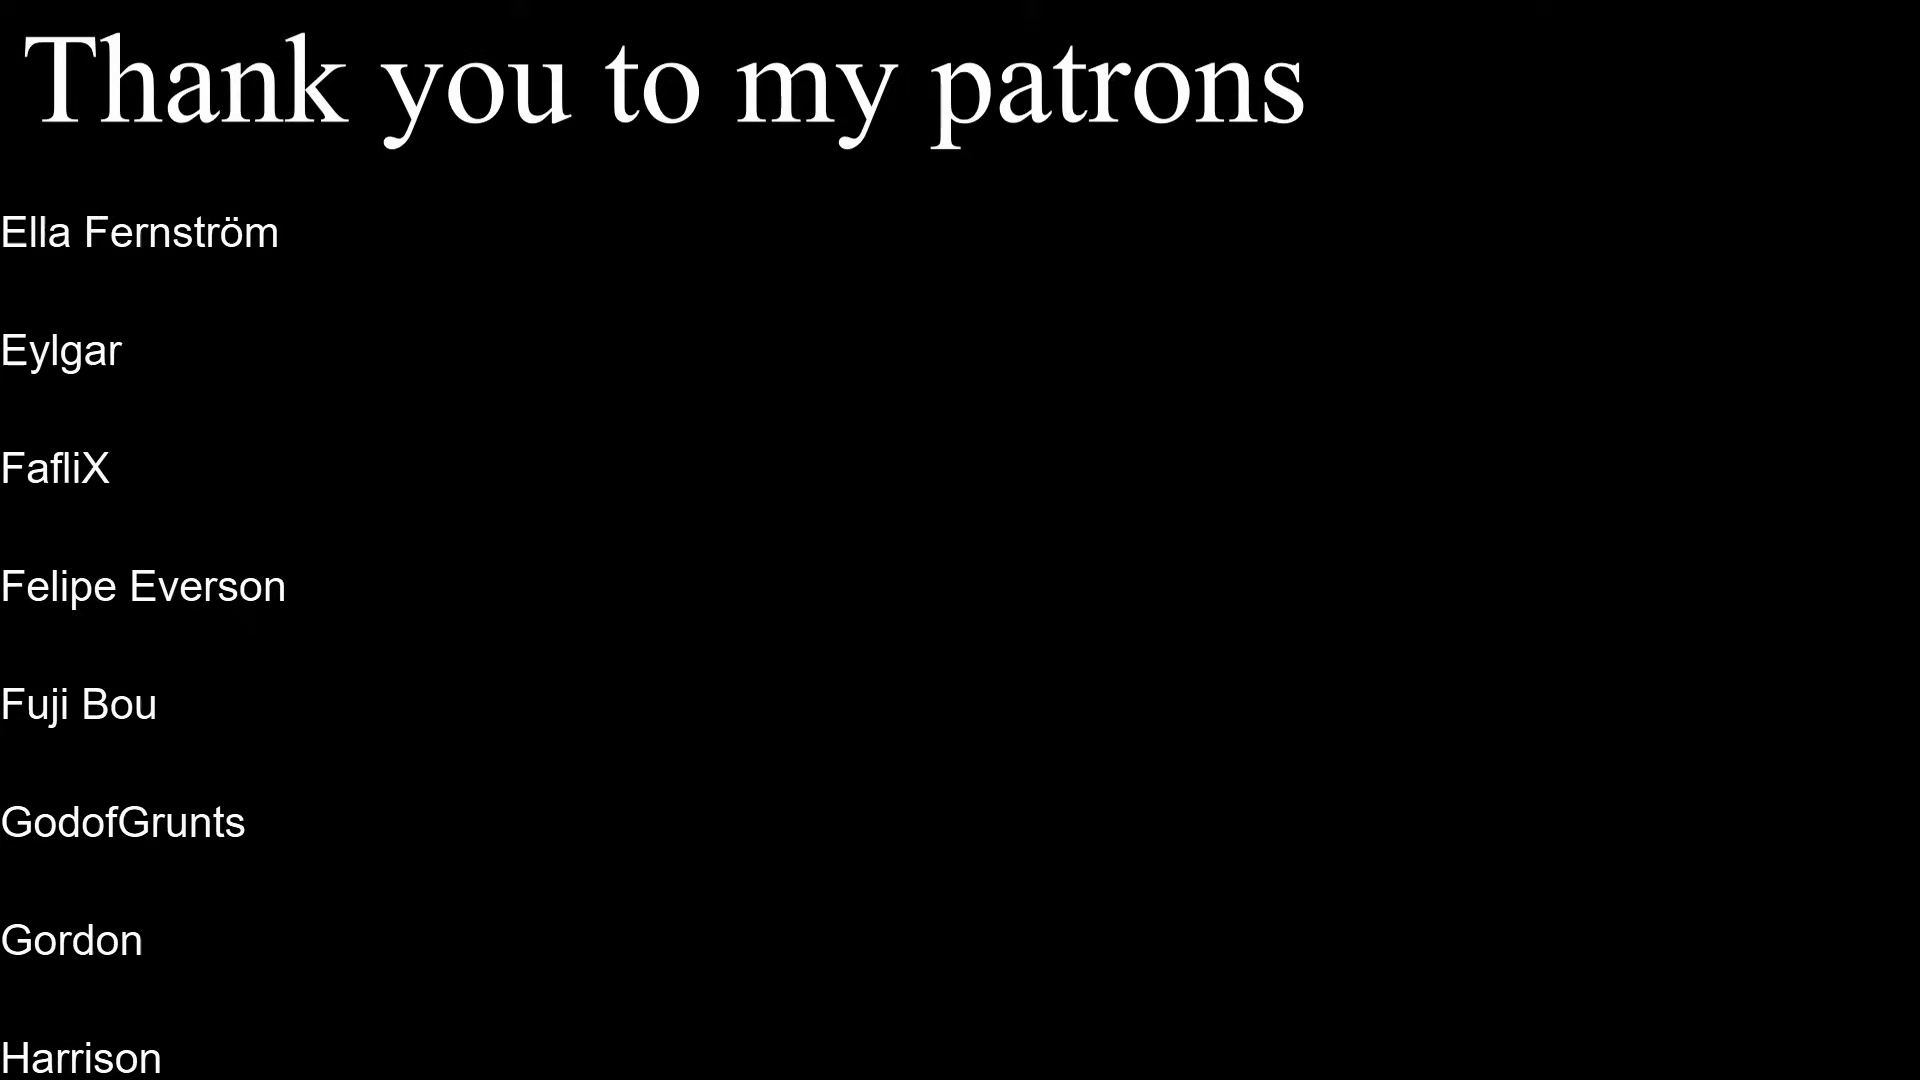 Thank you to my patrons
Ella Fernström
Eylgar
FafliX
Felipe Everson
Fuji Bou
GodofGrunts
Gordon
Harrison